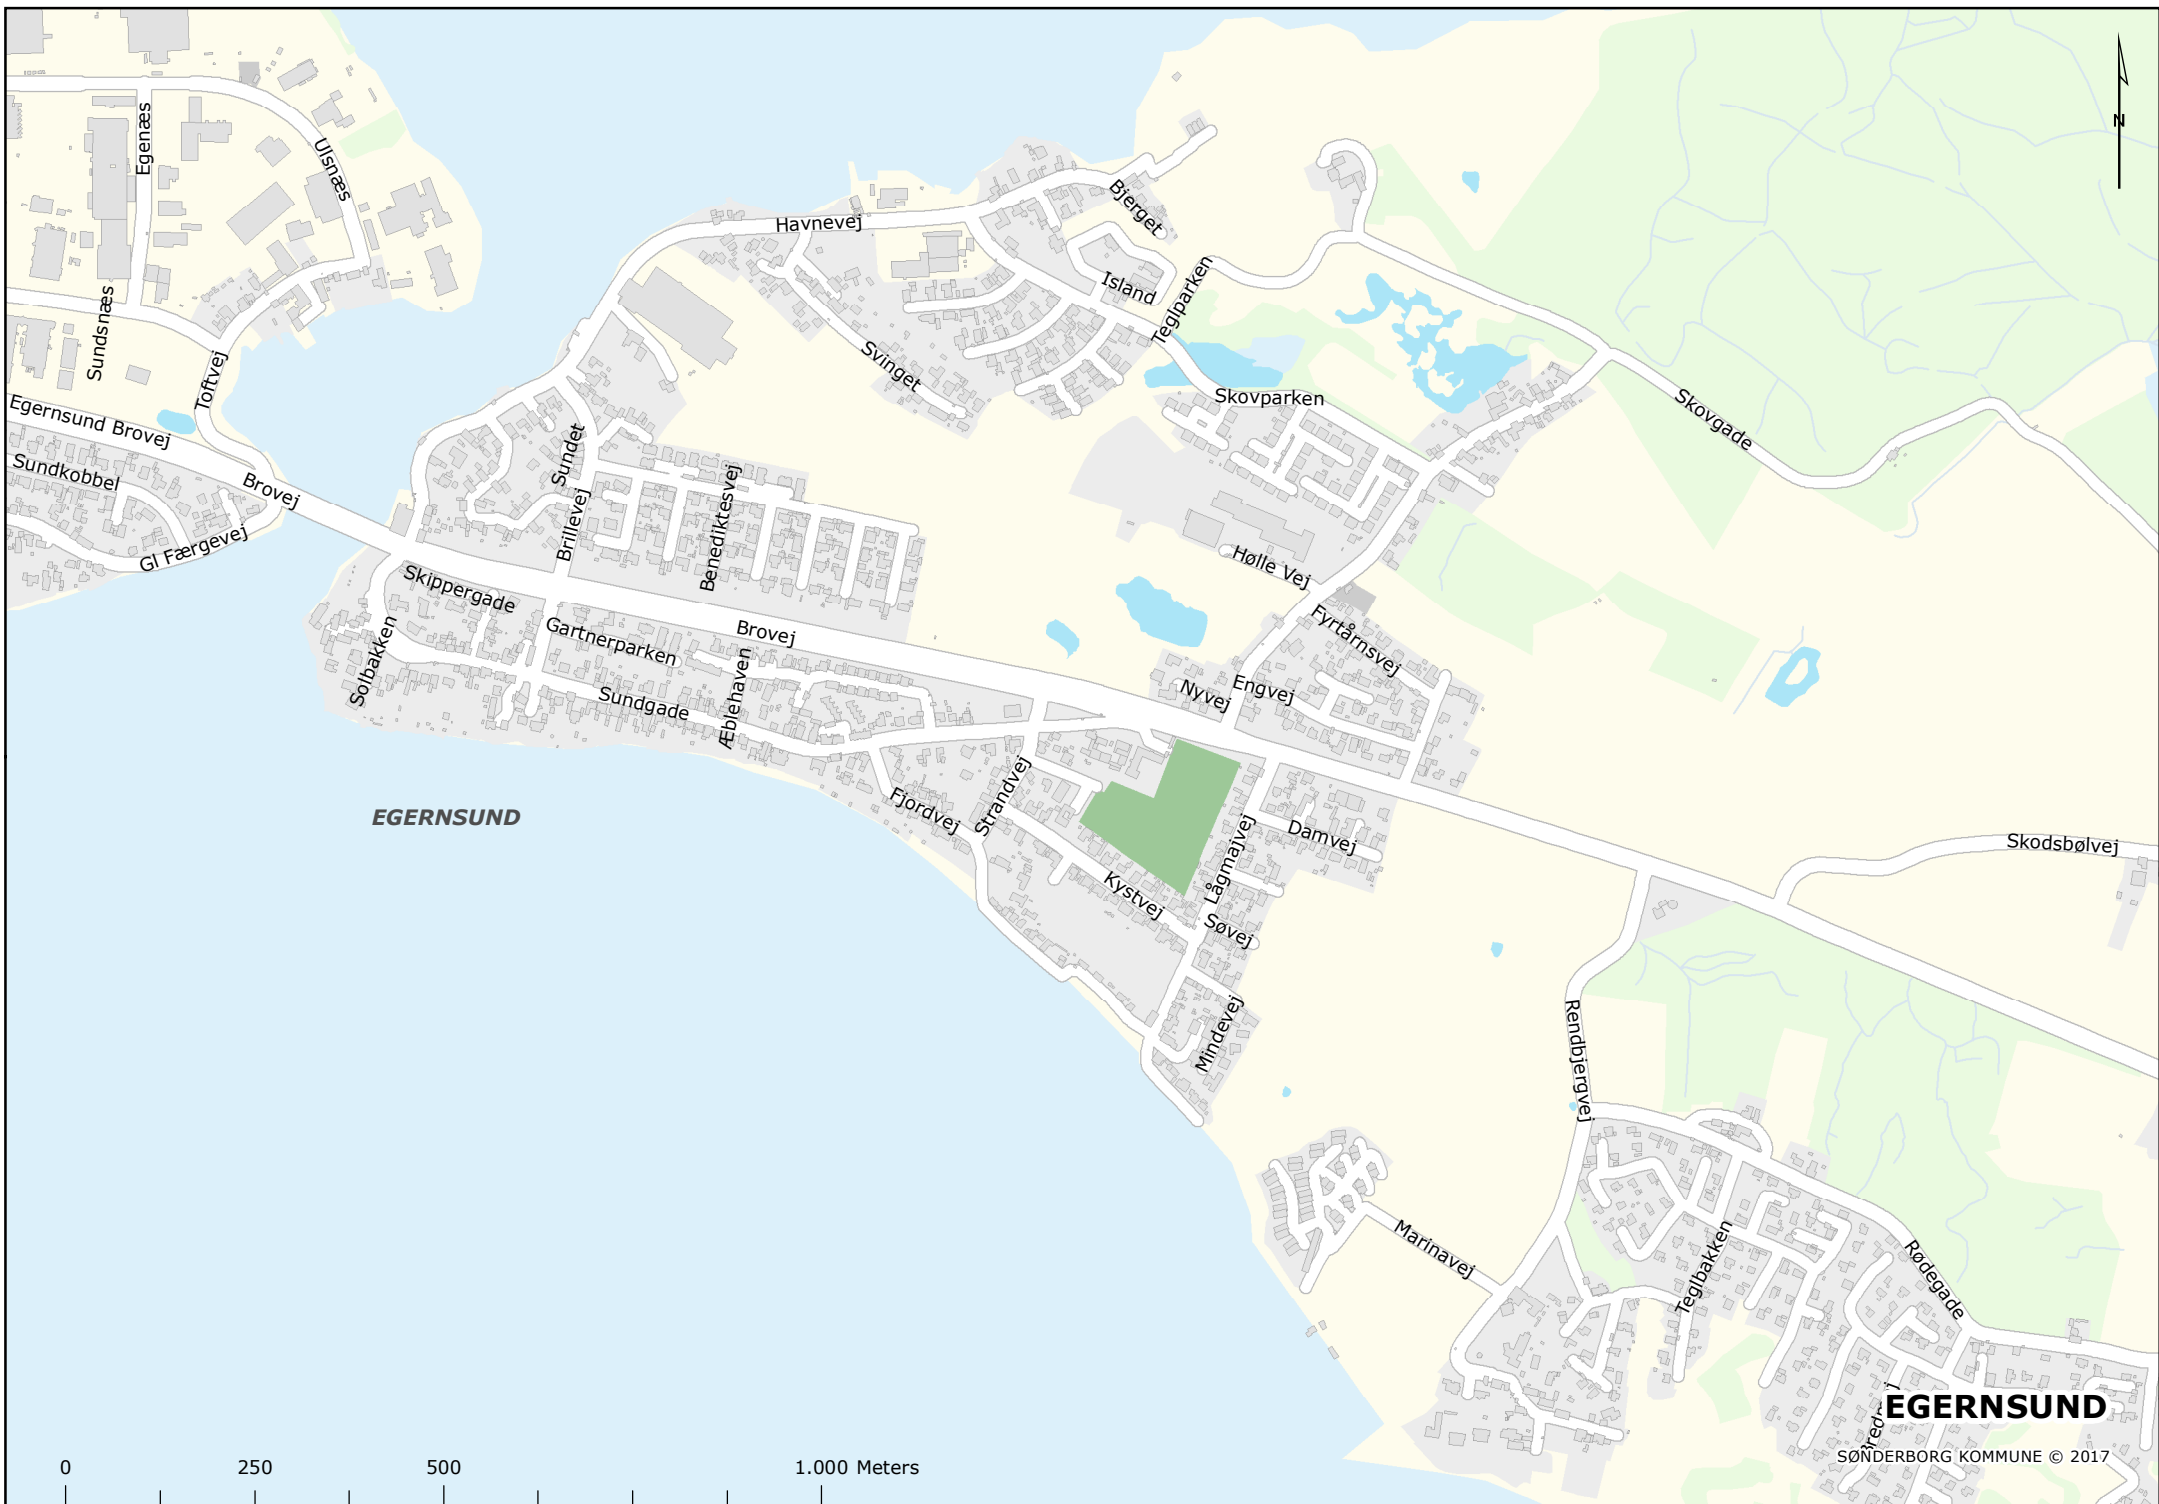 Egenæs
Ulsnæs
N
Bjerget
Havnevej
Island
Teglparken
Sundsnæs
Toftvej
Svinget
Skovparken
Skovgade
Egernsund Brovej
Sundkobbel
Brovej
Sundet
Brillevej
Benediktesvej
Gl Færgevej
Hølle Vej
Skippergade
Gartnerparken
Brovej
Fyrtårnsvej
Solbakken
Sundgade
Æblehaven
Nyvej
Engvej
EGERNSUND
Fjordvej
Strandvej
Lågmajvej
Damvej
Skodsbølvej
Kystvej
Søvej
Mindevej
Rendbjergvej
Marinavej
Teglbakken
Rødegade
EGERNSUND
SØNDERBORG KOMMUNE © 2017
0 250 500 1.000 Meters